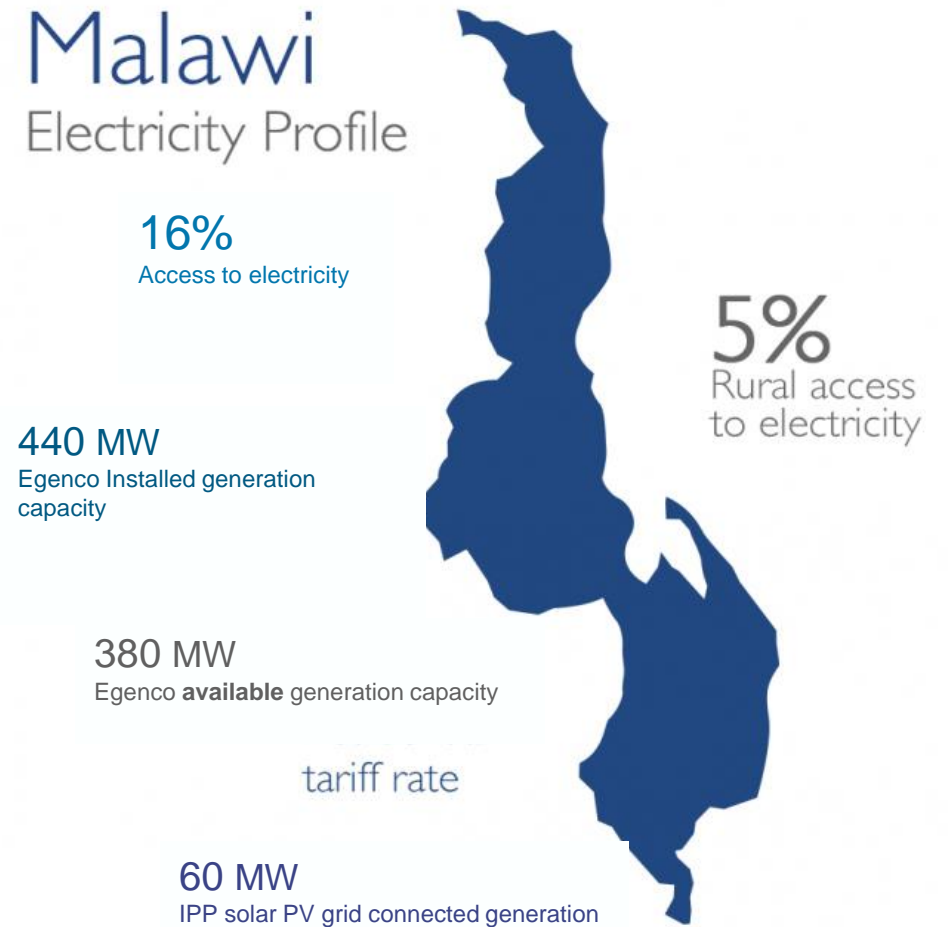 Malawi
Electricity Profile
16%
Access to electricity
5%
Rural access
to electricity
440 MW
Egenco Installed generation
capacity
380 MW
Egenco available generation capacity
tariff rate
60 MW
IPP solar PV grid connected generation